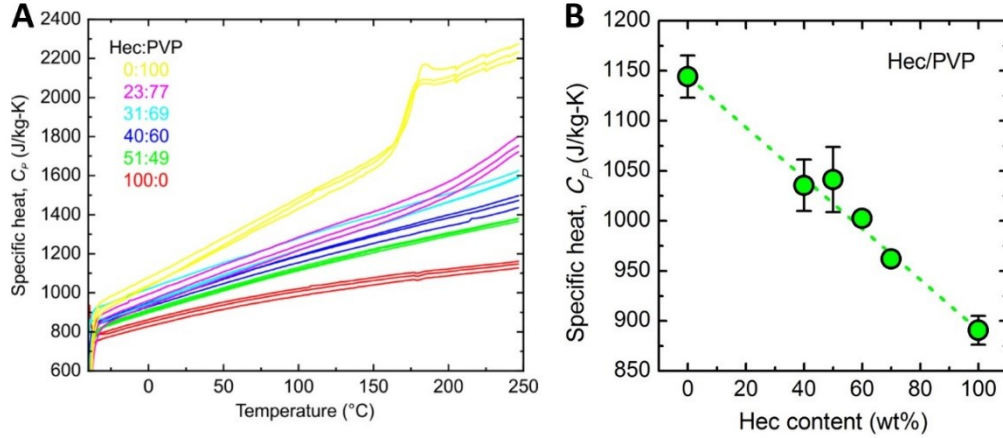 A
2400
2200
2000
1800
1600
1400
1200
1000
800
600
Specific heat, Cₚ (J/kg-K)
Hec:PVP
0:100
23:77
31:69
40:60
51:49
100:0
0 50 100 150 200 250
Temperature (°C)
B
1200
1150
1100
1050
1000
950
900
850
Specific heat, Cₚ (J/kg-K)
Hec/PVP
0 20 40 60 80 100
Hec content (wt%)